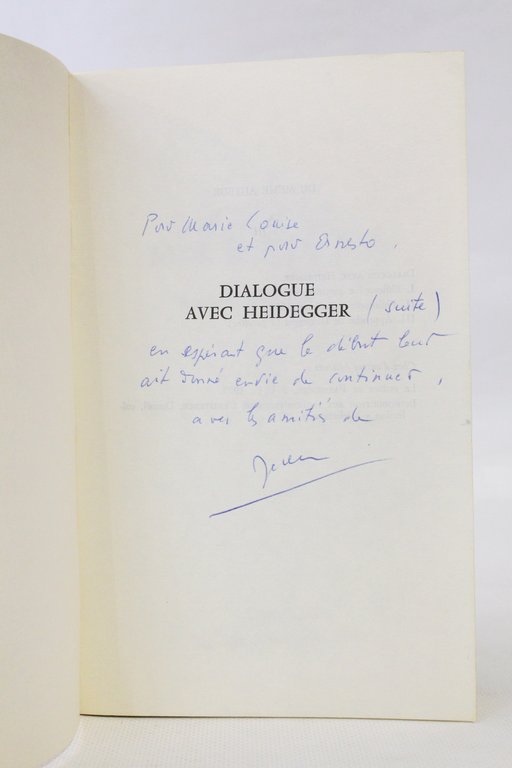 Pour Marie Louise
et pour Ernesto,
DIALOGUE
AVEC HEIDEGGER (suite)
en espérant que le début leur
ait donné envie de continuer,
avec les amitiés de
Jean